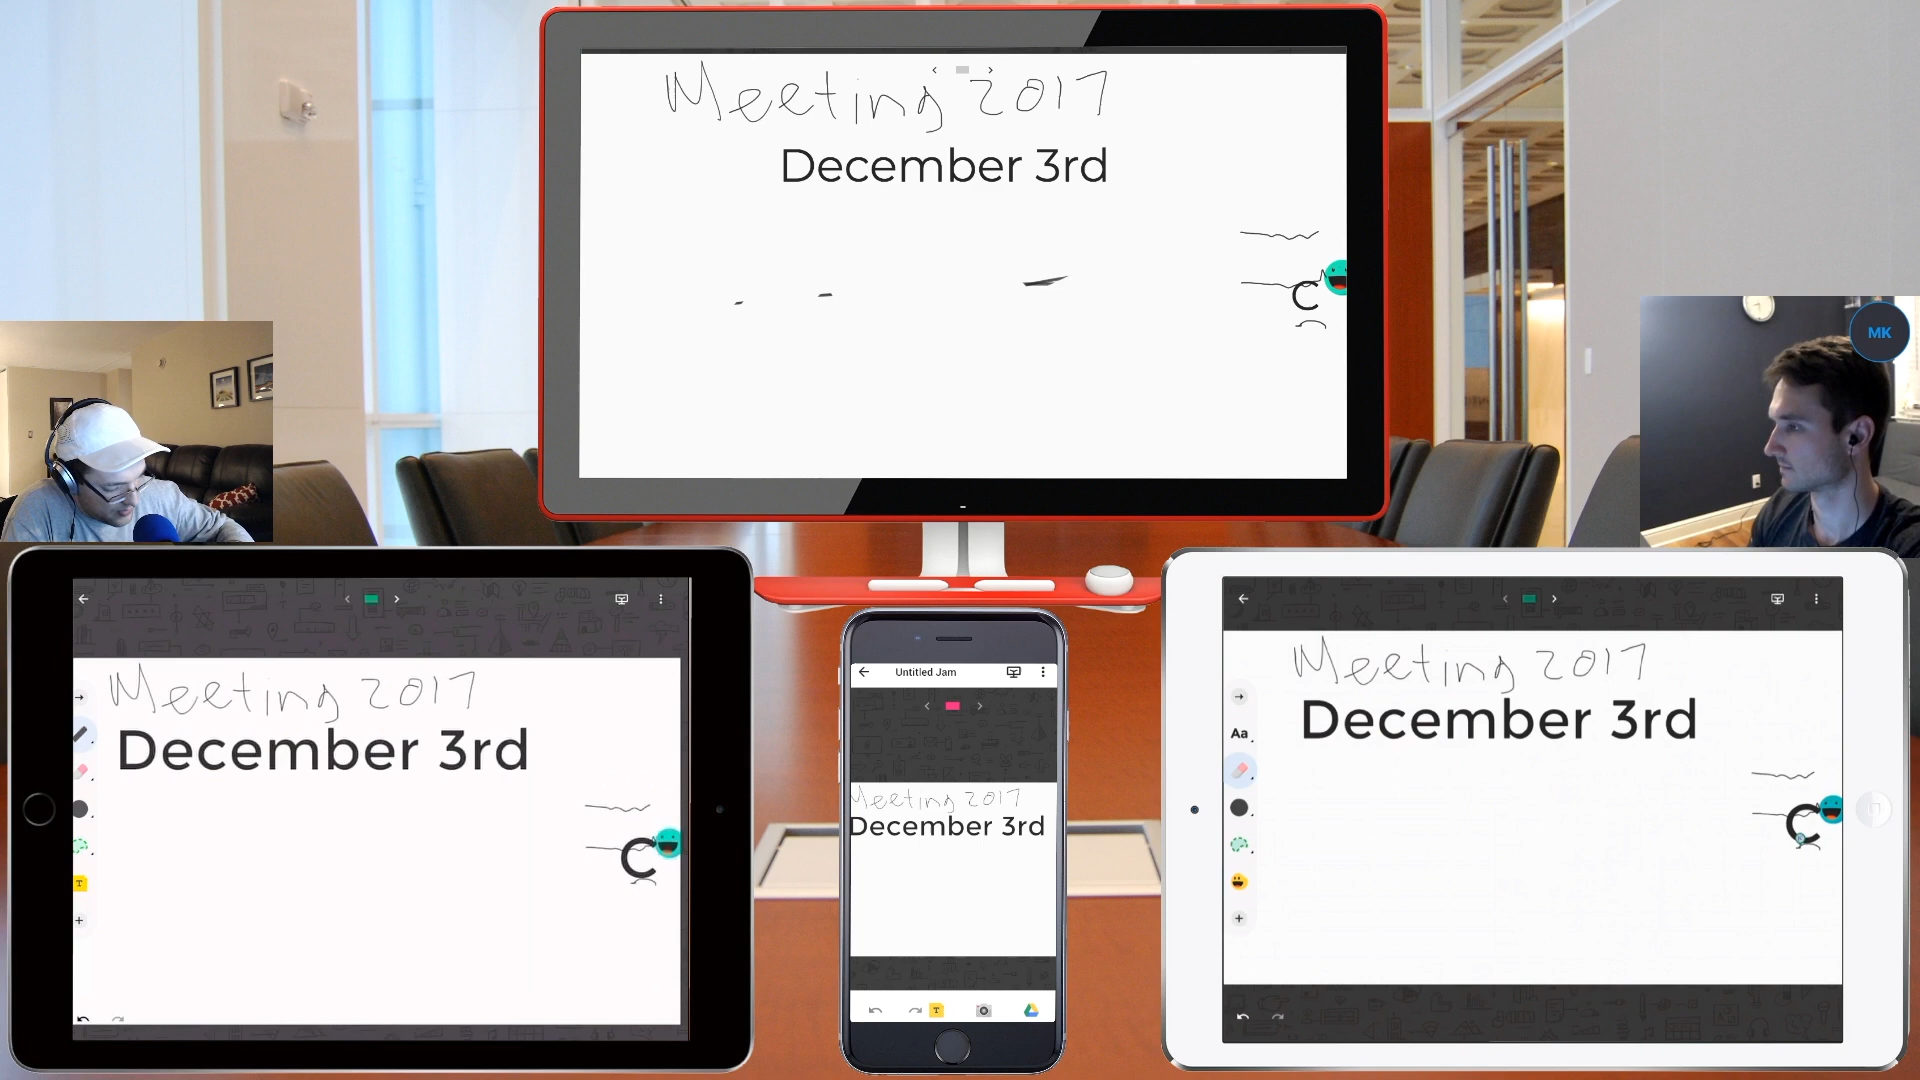 Meeting 2017
December 3rd
C
MK
Meeting 2017
December 3rd
C
T
Untitled Jam
Meeting 2017
December 3rd
T
Meeting 2017
December 3rd
Aa
C